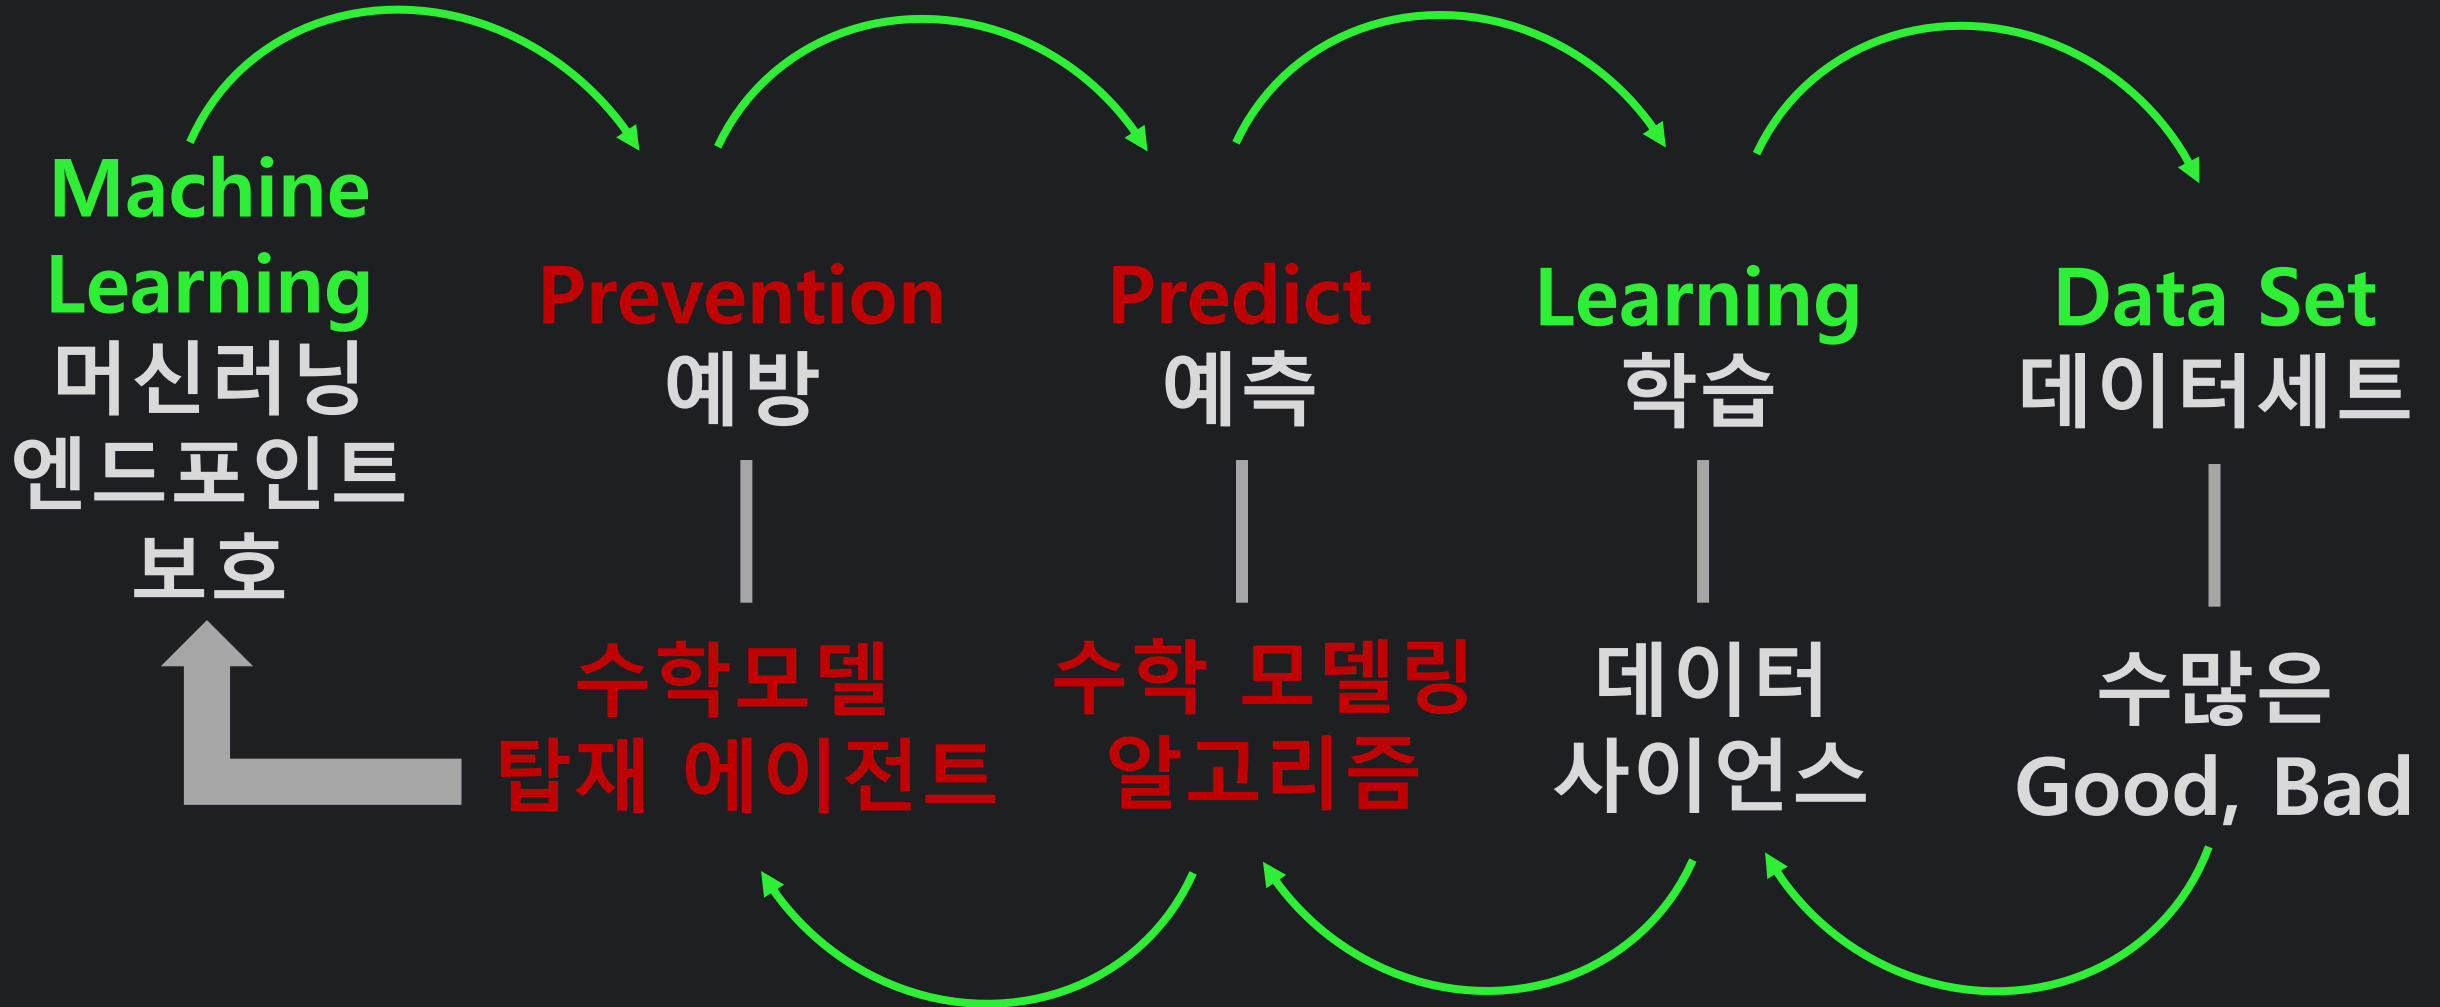 Machine
Learning
머신러닝
엔드포인트
보호
Prevention
예방
Predict
예측
Learning
학습
Data Set
데이터세트
수학모델
탑재 에이전트
수학 모델링
알고리즘
데이터
사이언스
수많은
Good, Bad